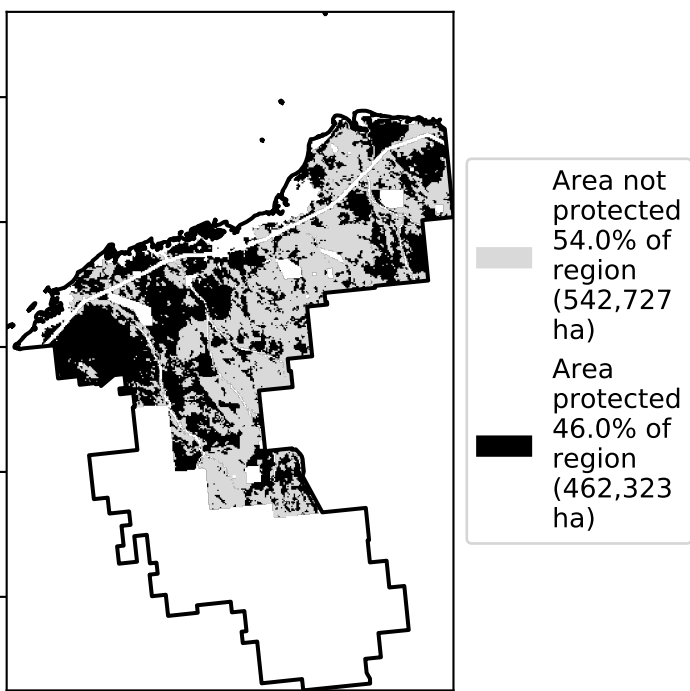 Area not
protected
54.0% of
region
(542,727
ha)
Area
protected
46.0% of
region
(462,323
ha)